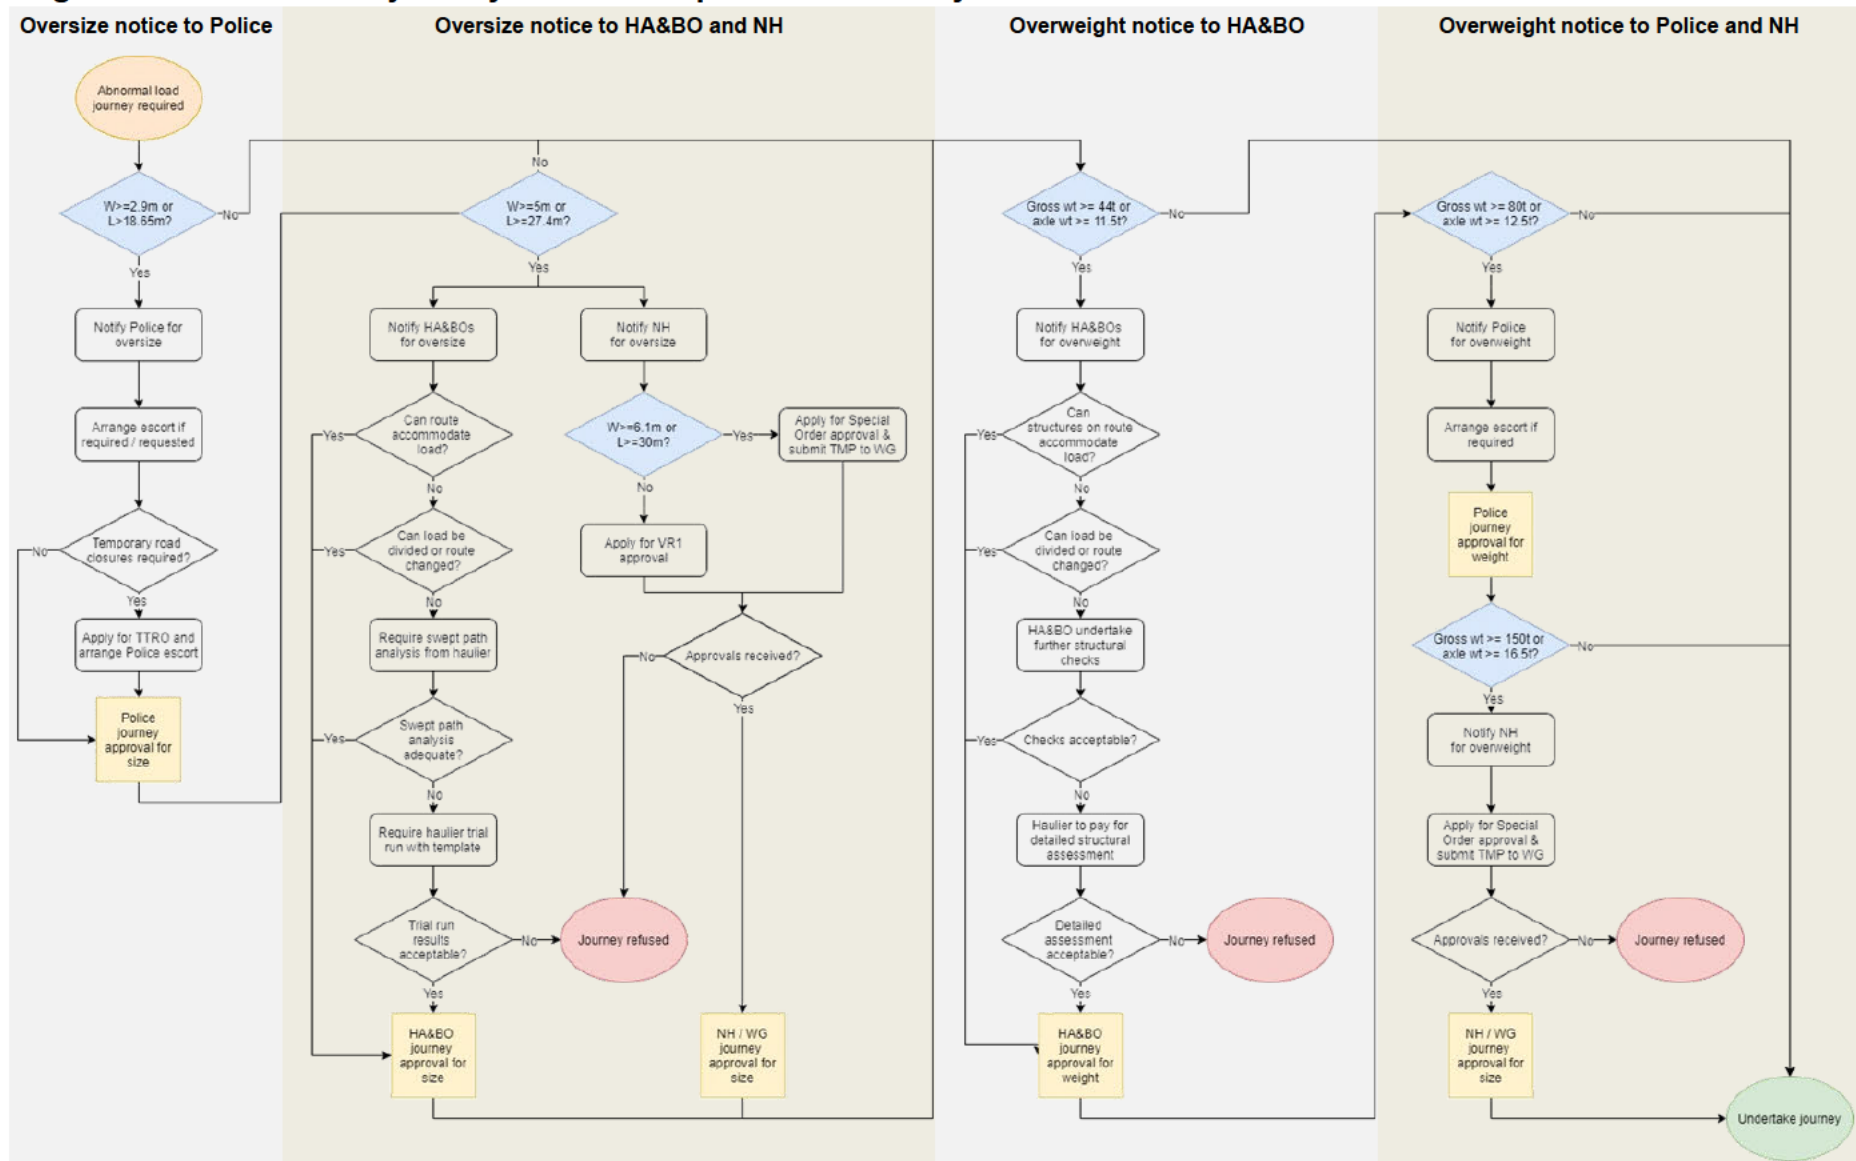 Oversize notice to Police
Oversize notice to HA&BO and NH
Overweight notice to HA&BO
Overweight notice to Police and NH
Abnormal load
journey required
W>=2.9m or
L>18.65m?
No
Yes
Notify Police for
oversize
Arrange escort if
required / requested
Temporary road
closures required?
No
Yes
Apply for TTRO and
arrange Police escort
Police
journey
approval for
size
No
W>=5m or
L>=27.4m?
Yes
Notify HA&BOs
for oversize
Can route
accommodate
load?
Yes
No
Can load be
divided or route
changed?
Yes
No
Require swept path
analysis from haulier
Swept path
analysis
adequate?
Yes
No
Require haulier trial
run with template
Trial run
results
acceptable?
No
Journey refused
Yes
HA&BO
journey
approval for
size
Notify NH
for oversize
W>=6.1m or
L>=30m?
Yes
Apply for Special
Order approval &
submit TMP to WG
No
Apply for VR1
approval
Approvals received?
No
Yes
NH / WG
journey
approval for
size
Gross wt >= 44t or
axle wt >= 11.5t?
No
Yes
Notify HA&BOs
for overweight
Can
structures on route
accommodate
load?
Yes
No
Can load be
divided or route
changed?
Yes
No
HA&BO undertake
further structural
checks
Checks acceptable?
Yes
No
Haulier to pay for
detailed structural
assessment
Detailed
assessment
acceptable?
No
Journey refused
Yes
HA&BO
journey
approval for
weight
Gross wt >= 80t or
axle wt >= 12.5t?
No
Yes
Notify Police
for overweight
Arrange escort if
required
Police
journey
approval for
weight
Gross wt >= 150t or
axle wt >= 16.5t?
No
Yes
Notify NH
for overweight
Apply for Special
Order approval &
submit TMP to WG
Approvals received?
No
Journey refused
Yes
NH / WG
journey
approval for
size
Undertake journey